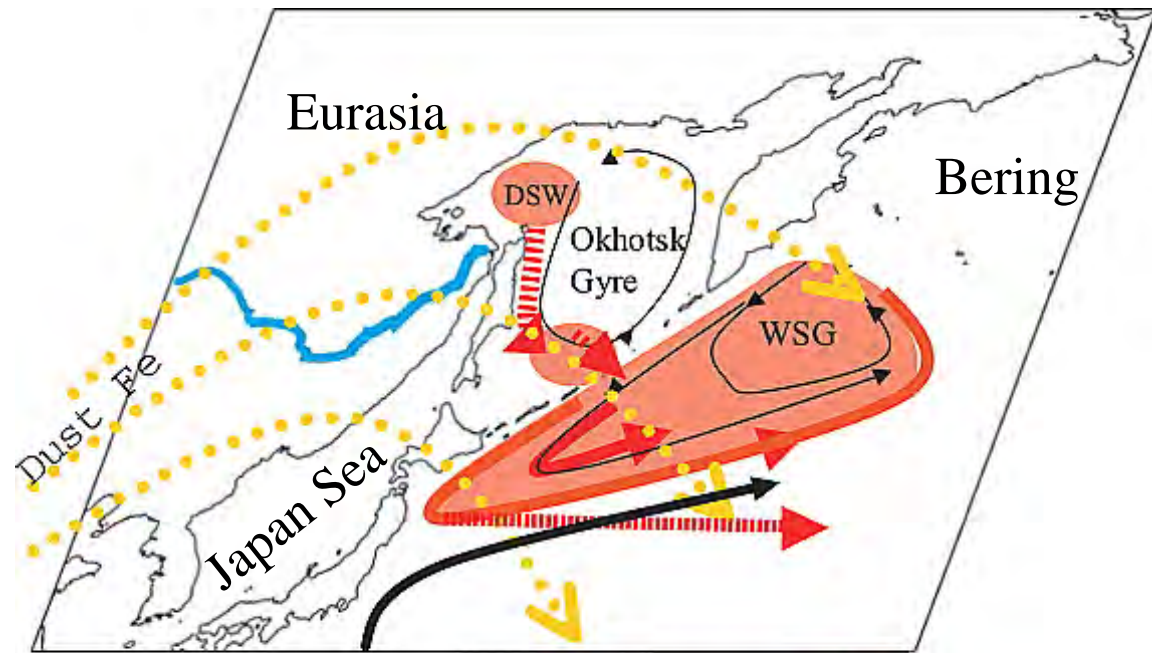 Eurasia
Bering
DSW
Okhotsk
Gyre
WSG
Dust Fe
Japan Sea